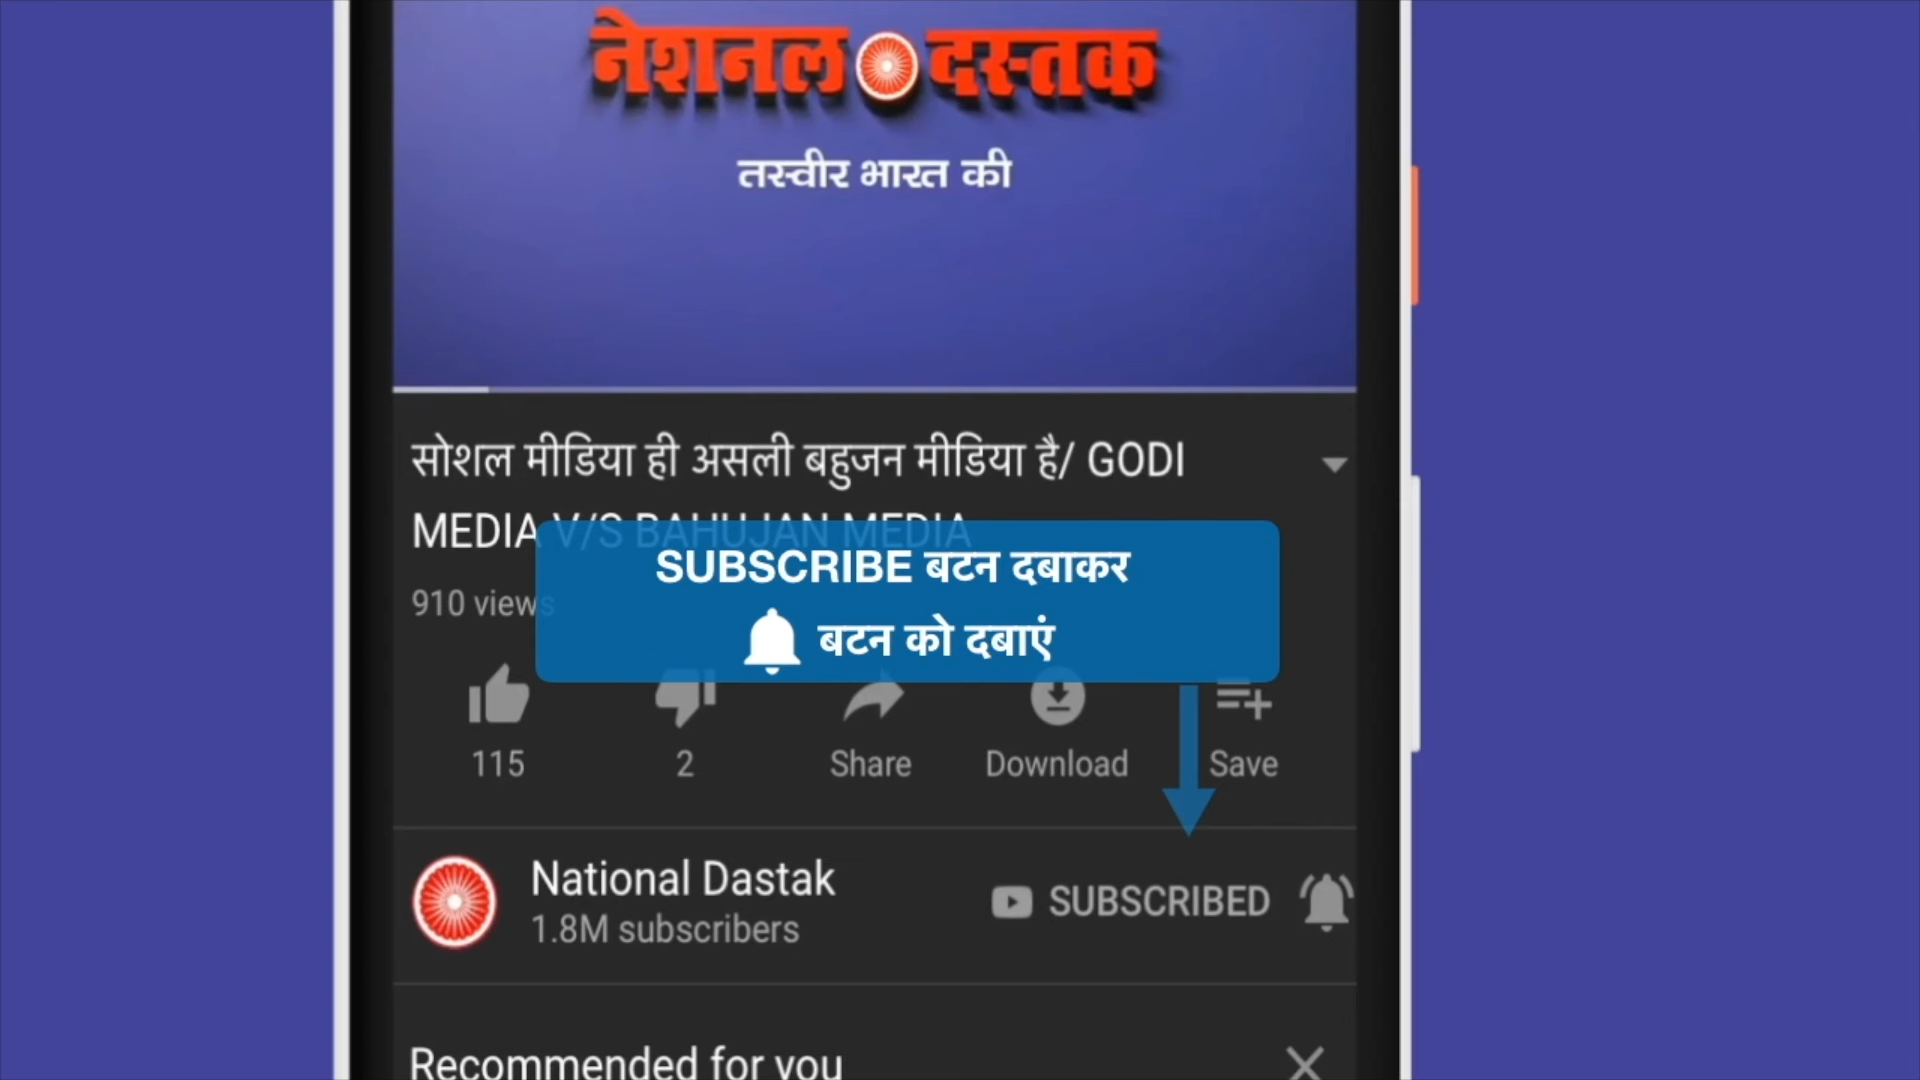 नेशनल दस्तक
तस्वीर भारत की
सोशल मीडिया ही असली बहुजन मीडिया है/ GODI
MEDIA V/S BAHUJAN MEDIA
910 views
SUBSCRIBE बटन दबाकर
बटन को दबाएं
115
2
Share
Download
Save
National Dastak
1.8M subscribers
SUBSCRIBED
Recommended for you